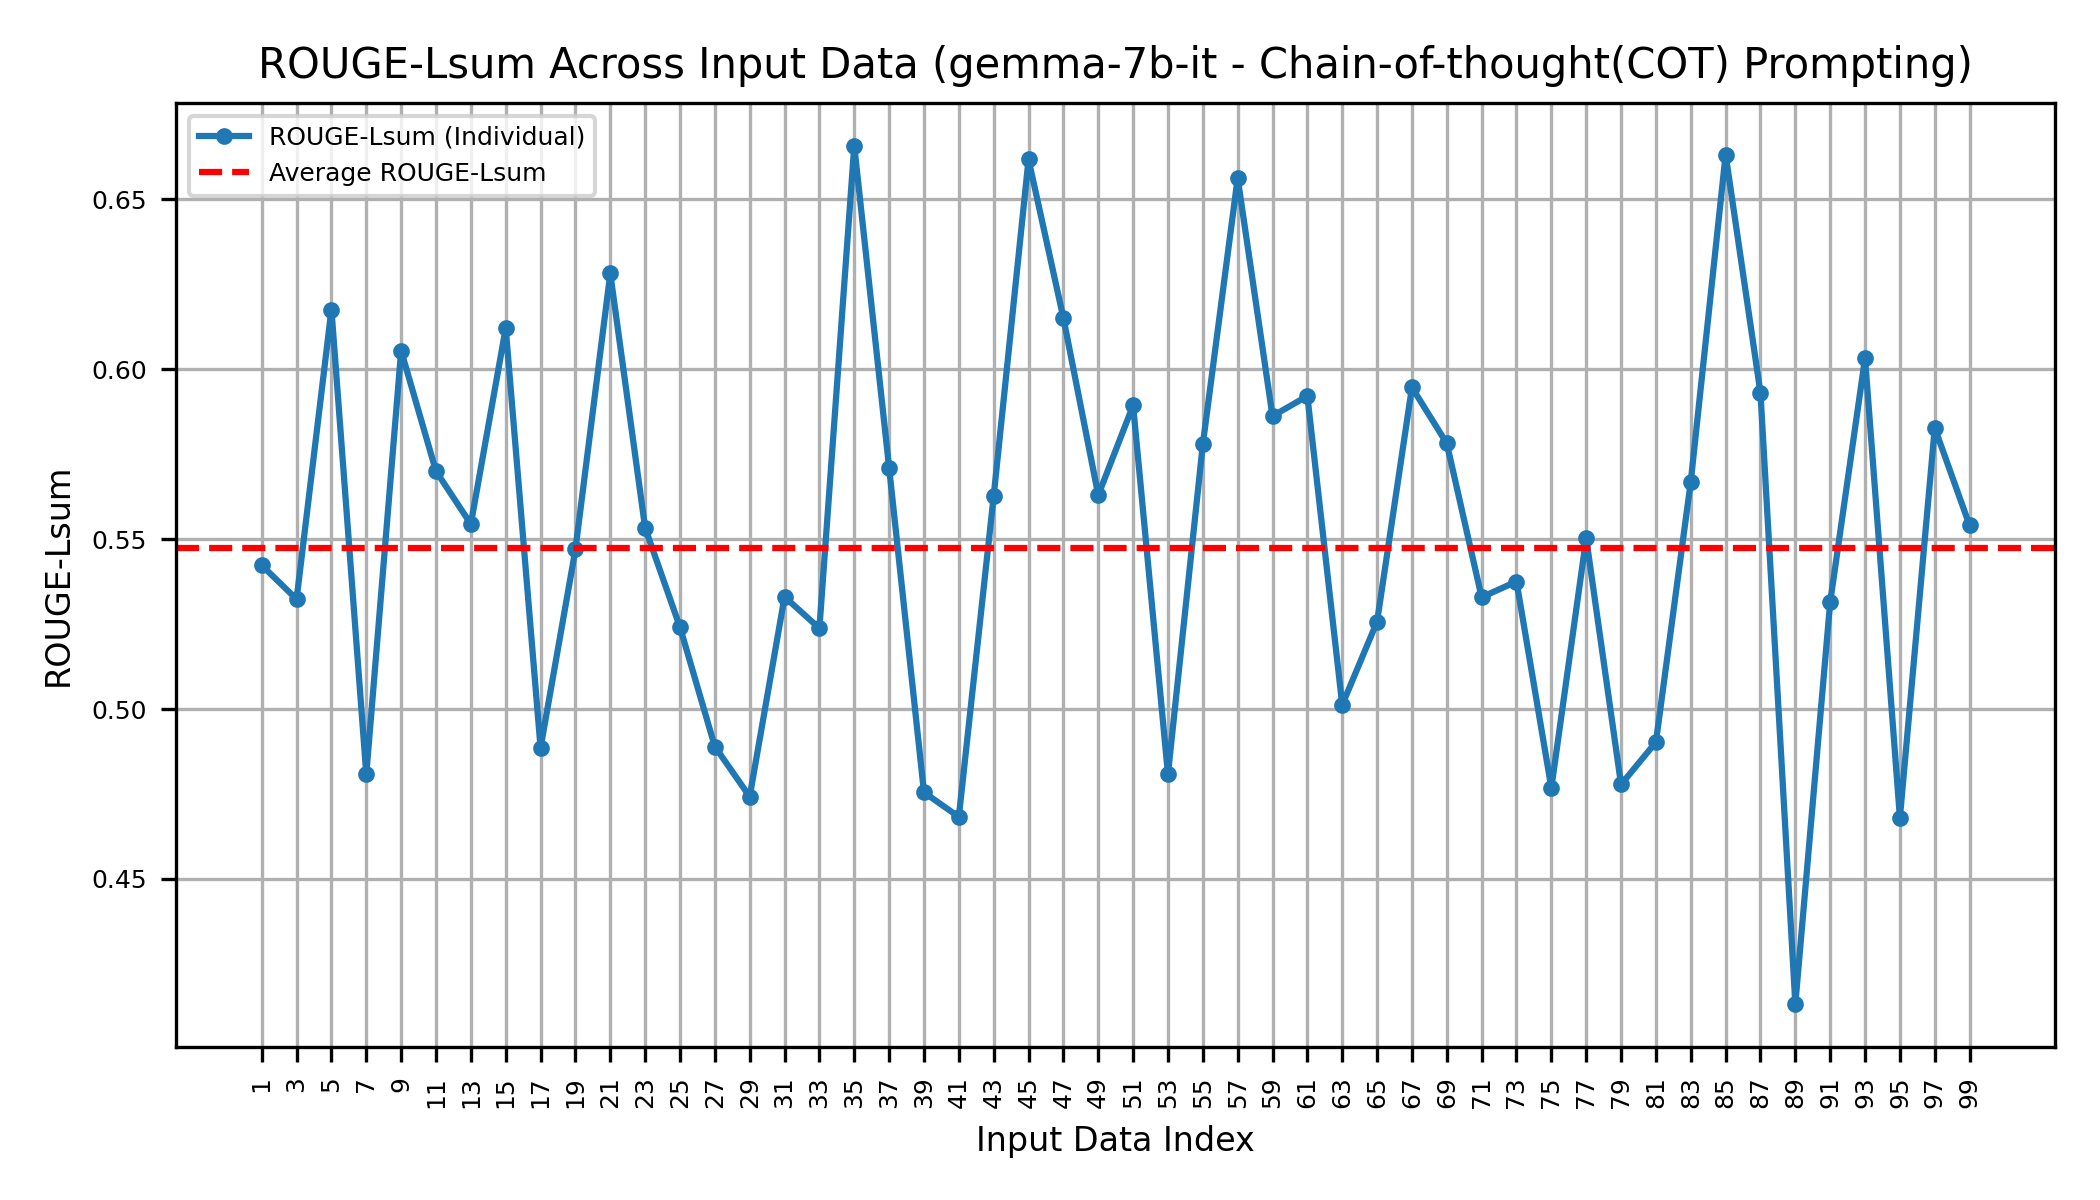 ROUGE-Lsum Across Input Data (gemma-7b-it - Chain-of-thought(COT) Prompting)
ROUGE-Lsum (Individual)
Average ROUGE-Lsum
ROUGE-Lsum
0.65
0.60
0.55
0.50
0.45
1 3 5 7 9 11 13 15 17 19 21 23 25 27 29 31 33 35 37 39 41 43 45 47 49 51 53 55 57 59 61 63 65 67 69 71 73 75 77 79 81 83 85 87 89 91 93 95 97 99
Input Data Index